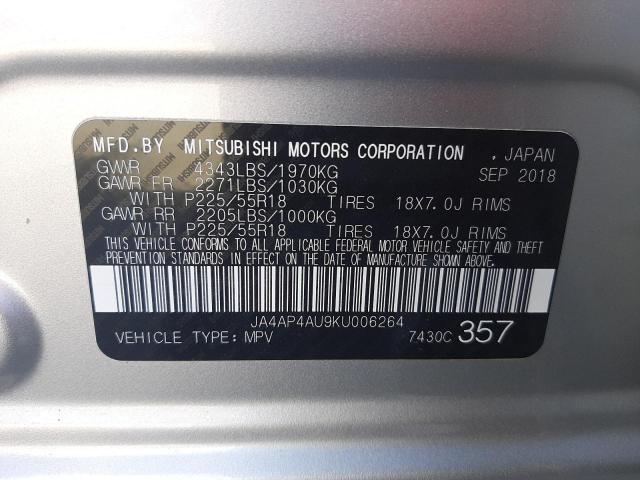 MFD.BY MITSUBISHI MOTORS CORPORATION , JAPAN
GVWR 4343LBS/1970KG SEP 2018
GAWR FR 2271LBS/1030KG
WITH P225/55R18 TIRES 18X7.0J RIMS
GAWR RR 2205LBS/1000KG
WITH P225/55R18 TIRES 18X7.0J RIMS
THIS VEHICLE CONFORMS TO ALL APPLICABLE FEDERAL MOTOR VEHICLE SAFETY AND THEFT
PREVENTION STANDARDS IN EFFECT ON THE DATE OF MANUFACTURE SHOWN ABOVE.
JA4AP4AU9KU006264
VEHICLE TYPE: MPV 7430C 357